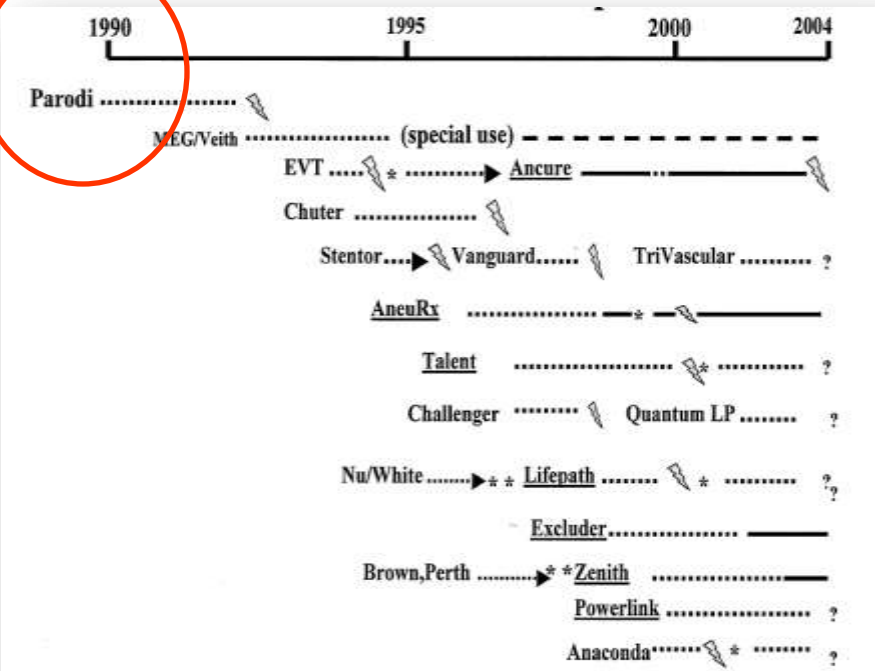 1990 1995 2000 2004
Parodi
MEG/Veith (special use)
EVT * Ancure
Chuter
Stentor Vanguard TriVascular ?
AneuRx *
Talent * ?
Challenger Quantum LP ?
Nu/White * * Lifepath * ??
Excluder
Brown,Perth * * Zenith
Powerlink ?
Anaconda * ?